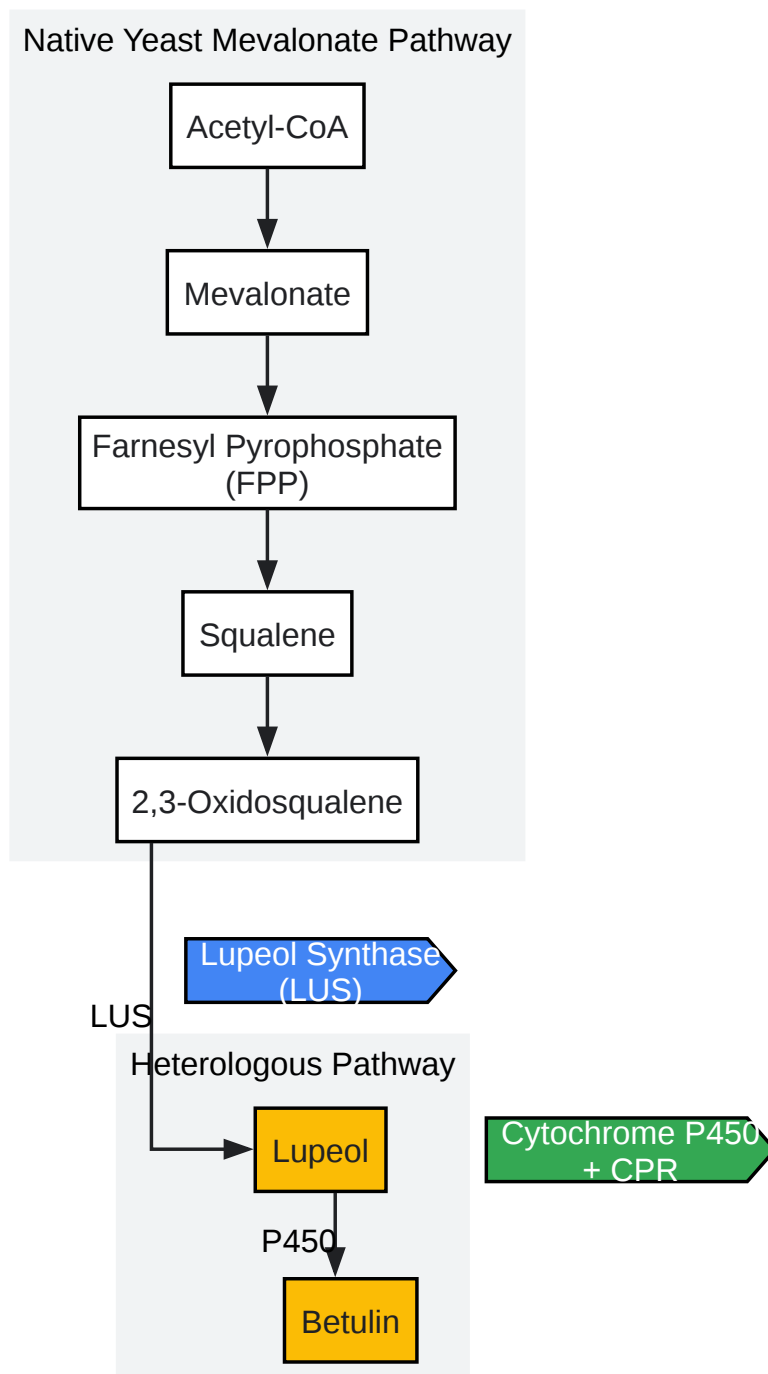 Native Yeast Mevalonate Pathway
Acetyl-CoA
Mevalonate
Farnesyl Pyrophosphate
(FPP)
Squalene
2,3-Oxidosqualene
Lupeol Synthase
(LUS)
LUS
Heterologous Pathway
Lupeol
Cytochrome P450
+ CPR
P450
Betulin